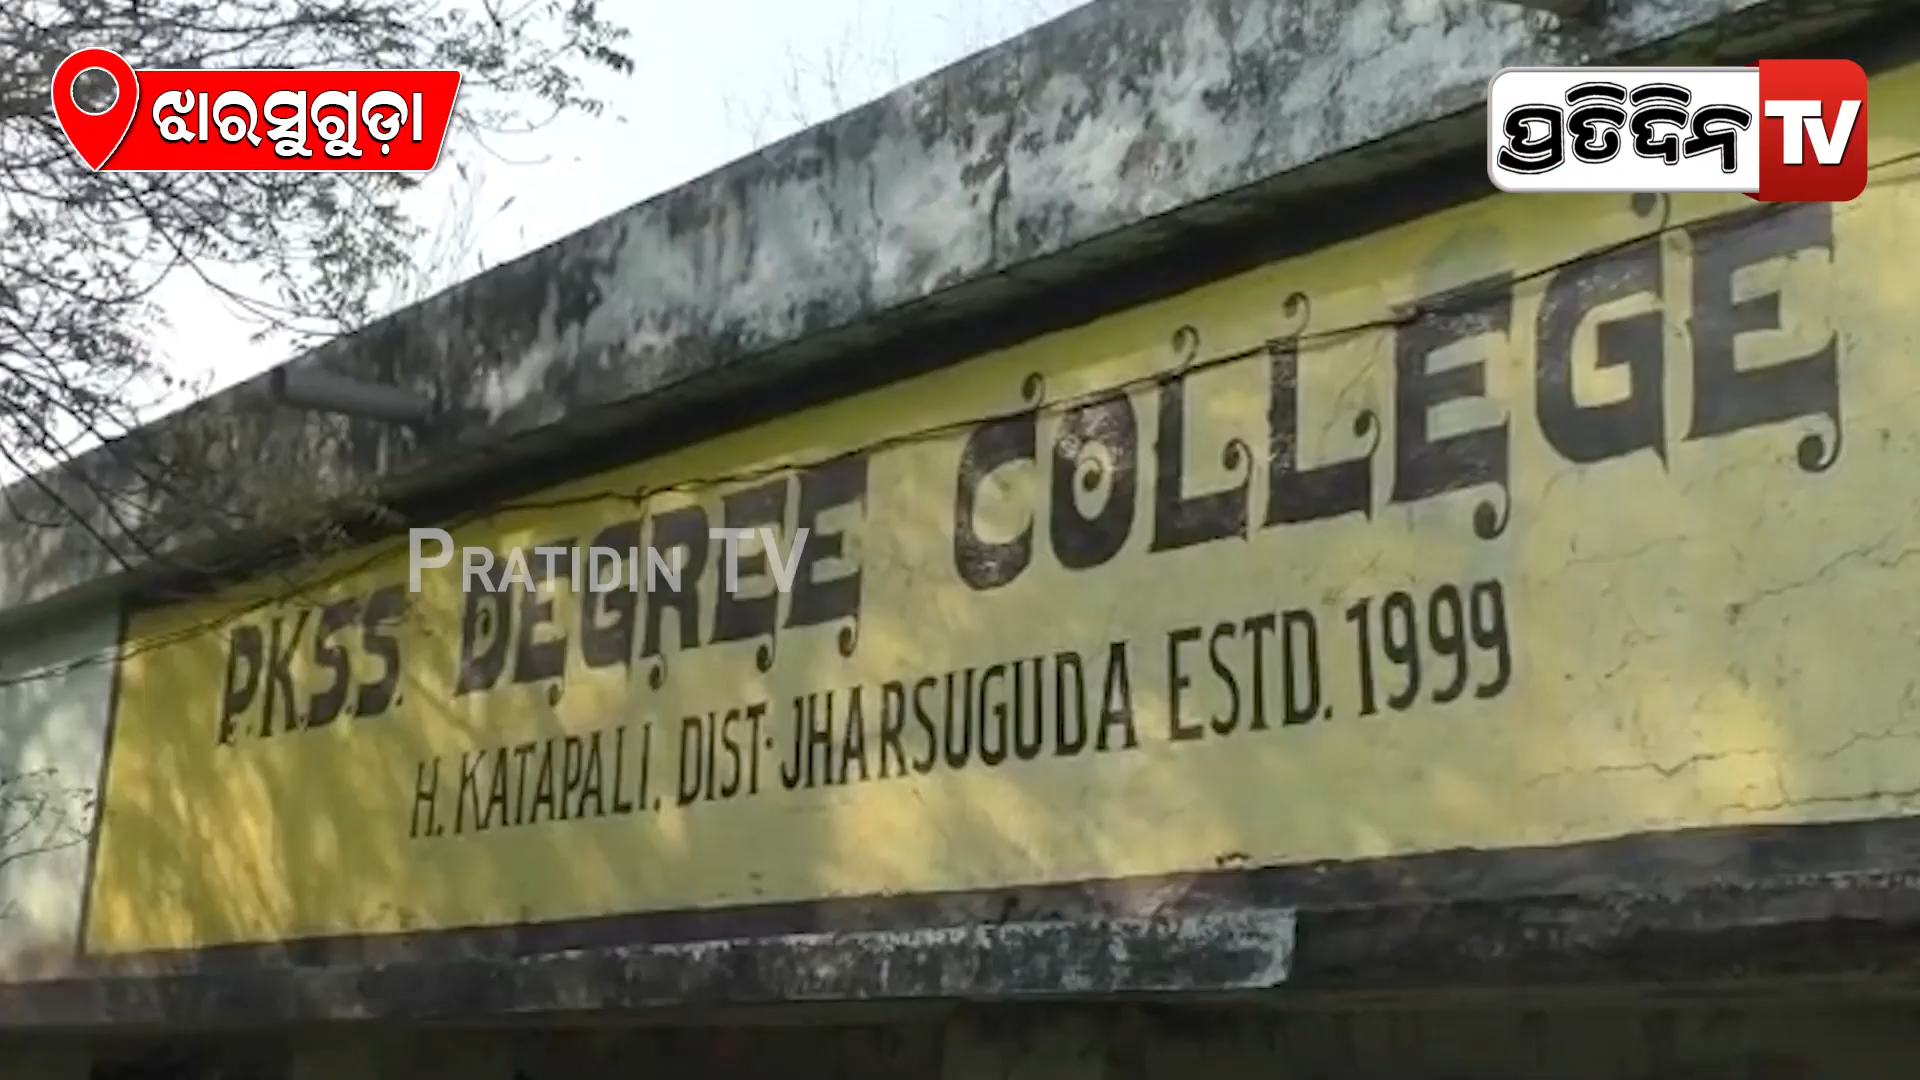 ଝାରସୁଗୁଡ଼ା
ପ୍ରତିଦିନ TV
P.K.S.S. DEGREE COLLEGE
PRATIDIN TV
H. KATAPALI. DIST-JHARSUGUDA ESTD. 1999